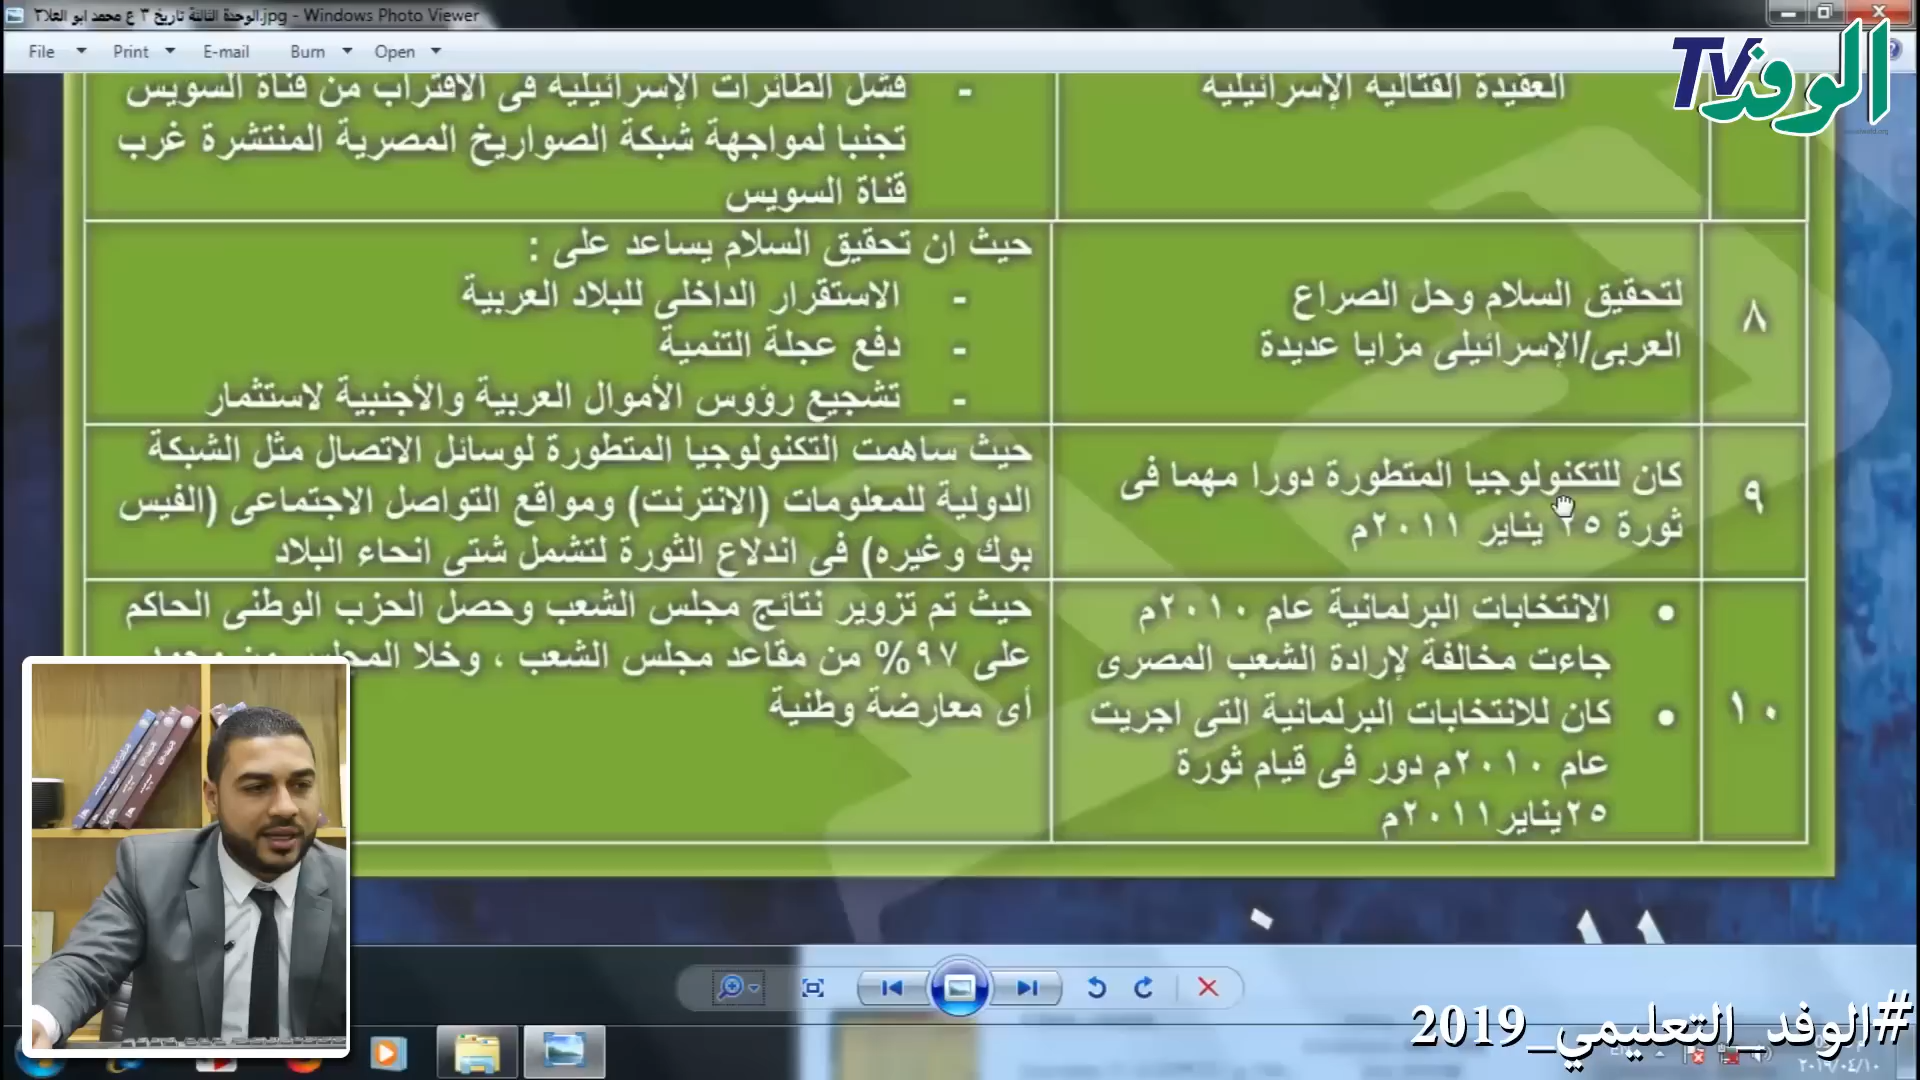 الوحدة الثالثة تاريخ ٣ ع محمد ابو العلا٣.jpg - Windows Photo Viewer
File Print E-mail Burn Open
الوفد TV
العقيدة القتالية الإسرائيلية
- فشل الطائرات الإسرائيلية فى الاقتراب من قناة السويس
تجنبا لمواجهة شبكة الصواريخ المصرية المنتشرة غرب
قناة السويس
٨
لتحقيق السلام وحل الصراع
العربى/الإسرائيلى مزايا عديدة
حيث ان تحقيق السلام يساعد على :
- الاستقرار الداخلى للبلاد العربية
- دفع عجلة التنمية
- تشجيع رؤوس الأموال العربية والأجنبية لاستثمار
٩
كان للتكنولوجيا المتطورة دورا مهما فى
ثورة ٢٥ يناير ٢٠١١م
حيث ساهمت التكنولوجيا المتطورة لوسائل الاتصال مثل الشبكة
الدولية للمعلومات (الانترنت) ومواقع التواصل الاجتماعى (الفيس
بوك وغيره) فى اندلاع الثورة لتشمل شتى انحاء البلاد
١٠
• الانتخابات البرلمانية عام ٢٠١٠م
جاءت مخالفة لإرادة الشعب المصرى
• كان للانتخابات البرلمانية التى اجريت
عام ٢٠١٠م دور فى قيام ثورة
٢٥يناير٢٠١١م
حيث تم تزوير نتائج مجلس الشعب وحصل الحزب الوطنى الحاكم
على ٩٧% من مقاعد مجلس الشعب ، وخلا المجلس من وجود
أى معارضة وطنية
#الوفد_التعليمي_2019
٢٠١٩/٠٤/١٠